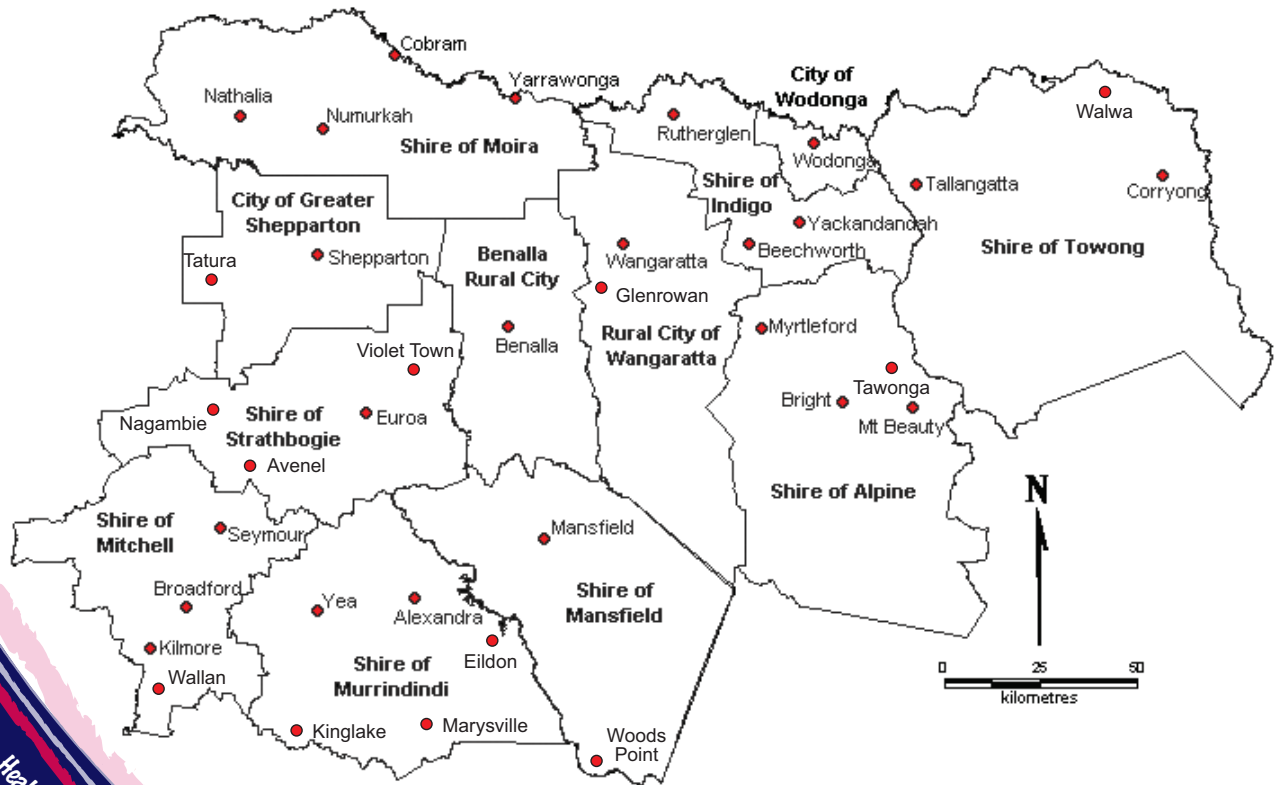 Cobram
Yarrawonga
Nathalia
Numurkah
Shire of Moira
Rutherglen
City of
Wodonga
Wodonga
Walwa
Tallangatta
Corryong
City of Greater
Shepparton
Tatura
Shepparton
Benalla
Rural City
Benalla
Shire of
Indigo
Yackandandah
Beechworth
Wangaratta
Glenrowan
Rural City of
Wangaratta
Shire of Towong
Myrtleford
Tawonga
Bright
Mt Beauty
Shire of Alpine
Violet Town
Nagambie
Shire of
Strathbogie
Euroa
Avenel
Shire of
Mitchell
Seymour
Broadford
Kilmore
Wallan
Mansfield
Shire of
Mansfield
Yea
Alexandra
Eildon
Shire of
Murrindindi
Kinglake
Marysville
Woods
Point
N
0 25 50
kilometres